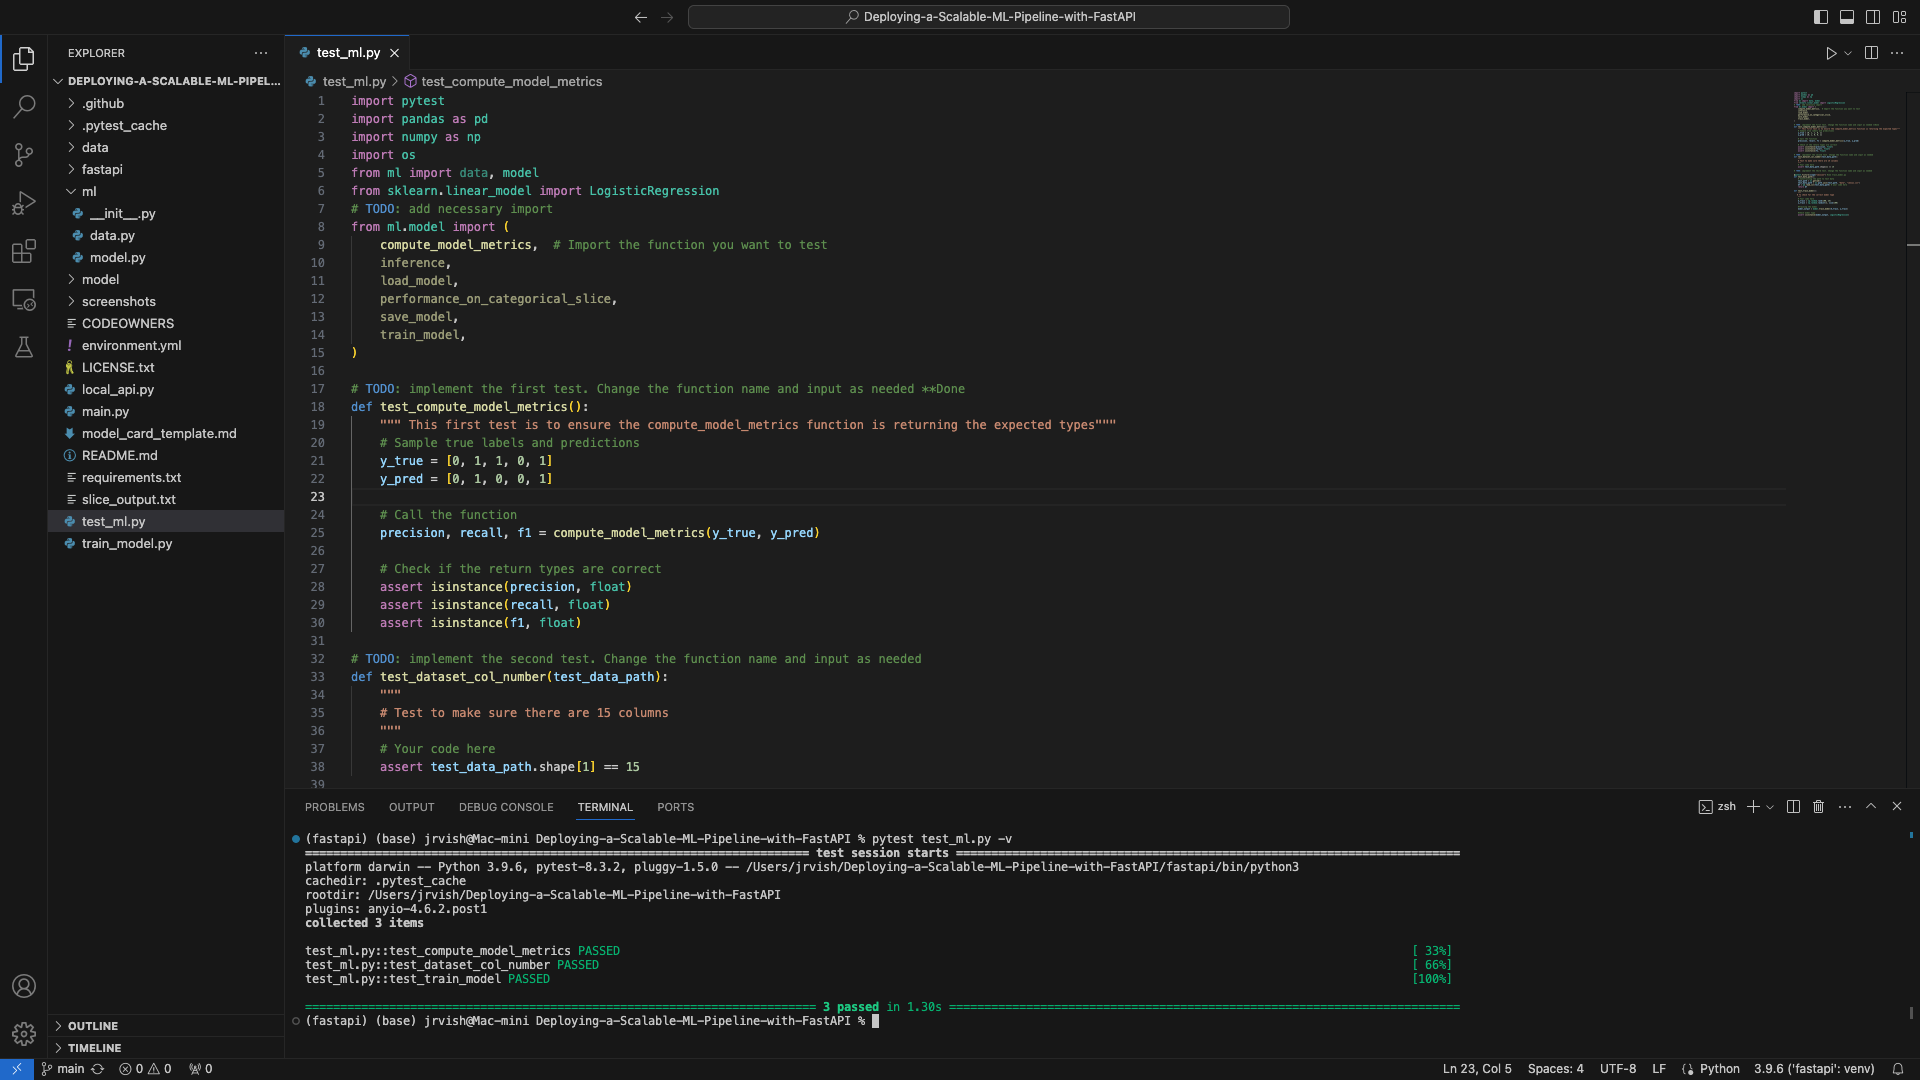 Deploying-a-Scalable-ML-Pipeline-with-FastAPI
EXPLORER
DEPLOYING-A-SCALABLE-ML-PIPEL...
.github
.pytest_cache
data
fastapi
ml
__init__.py
data.py
model.py
model
screenshots
CODEOWNERS
environment.yml
LICENSE.txt
local_api.py
main.py
model_card_template.md
README.md
requirements.txt
slice_output.txt
test_ml.py
train_model.py
OUTLINE
TIMELINE
test_ml.py
test_ml.py > test_compute_model_metrics
1 import pytest
2 import pandas as pd
3 import numpy as np
4 import os
5 from ml import data, model
6 from sklearn.linear_model import LogisticRegression
7 # TODO: add necessary import
8 from ml.model import (
9     compute_model_metrics,  # Import the function you want to test
10     inference,
11     load_model,
12     performance_on_categorical_slice,
13     save_model,
14     train_model,
15 )
16
17 # TODO: implement the first test. Change the function name and input as needed **Done
18 def test_compute_model_metrics():
19     """ This first test is to ensure the compute_model_metrics function is returning the expected types"""
20     # Sample true labels and predictions
21     y_true = [0, 1, 1, 0, 1]
22     y_pred = [0, 1, 0, 0, 1]
23
24     # Call the function
25     precision, recall, f1 = compute_model_metrics(y_true, y_pred)
26
27     # Check if the return types are correct
28     assert isinstance(precision, float)
29     assert isinstance(recall, float)
30     assert isinstance(f1, float)
31
32 # TODO: implement the second test. Change the function name and input as needed
33 def test_dataset_col_number(test_data_path):
34     """
35     # Test to make sure there are 15 columns
36     """
37     # Your code here
38     assert test_data_path.shape[1] == 15
39
PROBLEMS OUTPUT DEBUG CONSOLE TERMINAL PORTS
zsh
(fastapi) (base) jrvish@Mac-mini Deploying-a-Scalable-ML-Pipeline-with-FastAPI % pytest test_ml.py -v
test session starts
platform darwin -- Python 3.9.6, pytest-8.3.2, pluggy-1.5.0 -- /Users/jrvish/Deploying-a-Scalable-ML-Pipeline-with-FastAPI/fastapi/bin/python3
cachedir: .pytest_cache
rootdir: /Users/jrvish/Deploying-a-Scalable-ML-Pipeline-with-FastAPI
plugins: anyio-4.6.2.post1
collected 3 items
test_ml.py::test_compute_model_metrics PASSED [ 33%]
test_ml.py::test_dataset_col_number PASSED [ 66%]
test_ml.py::test_train_model PASSED [100%]
3 passed in 1.30s
(fastapi) (base) jrvish@Mac-mini Deploying-a-Scalable-ML-Pipeline-with-FastAPI %
main 0 0 0 Ln 23, Col 5 Spaces: 4 UTF-8 LF Python 3.9.6 ('fastapi': venv)